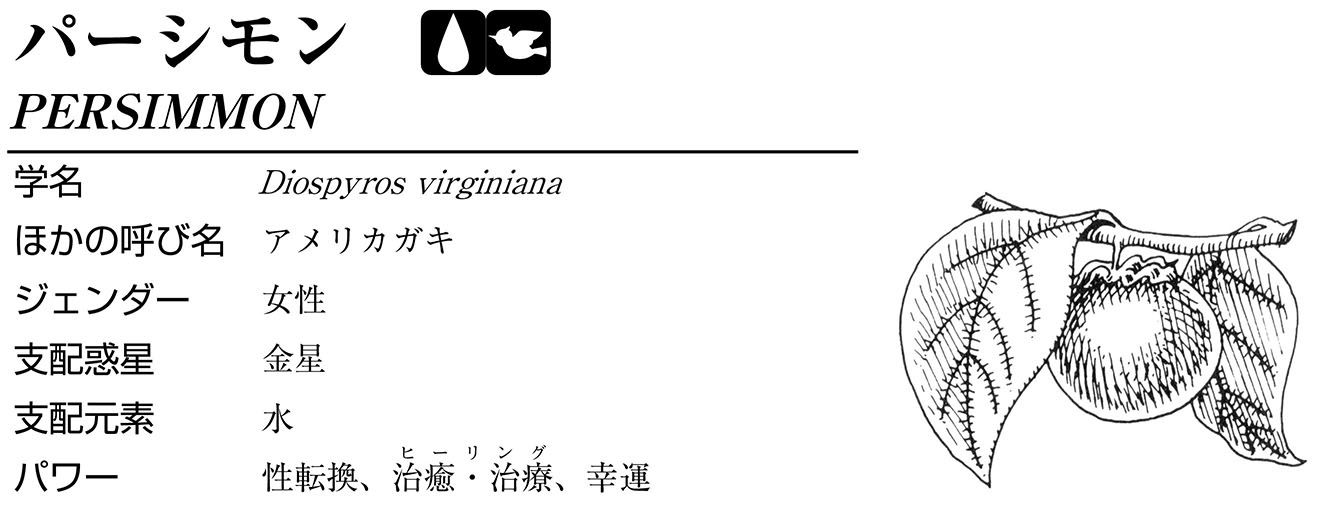 パーシモン
PERSIMMON
学名 Diospyros virginiana
ほかの呼び名 アメリカガキ
ジェンダー 女性
支配惑星 金星
支配元素 水
ヒーリング
パワー 性転換、治癒・治療、幸運